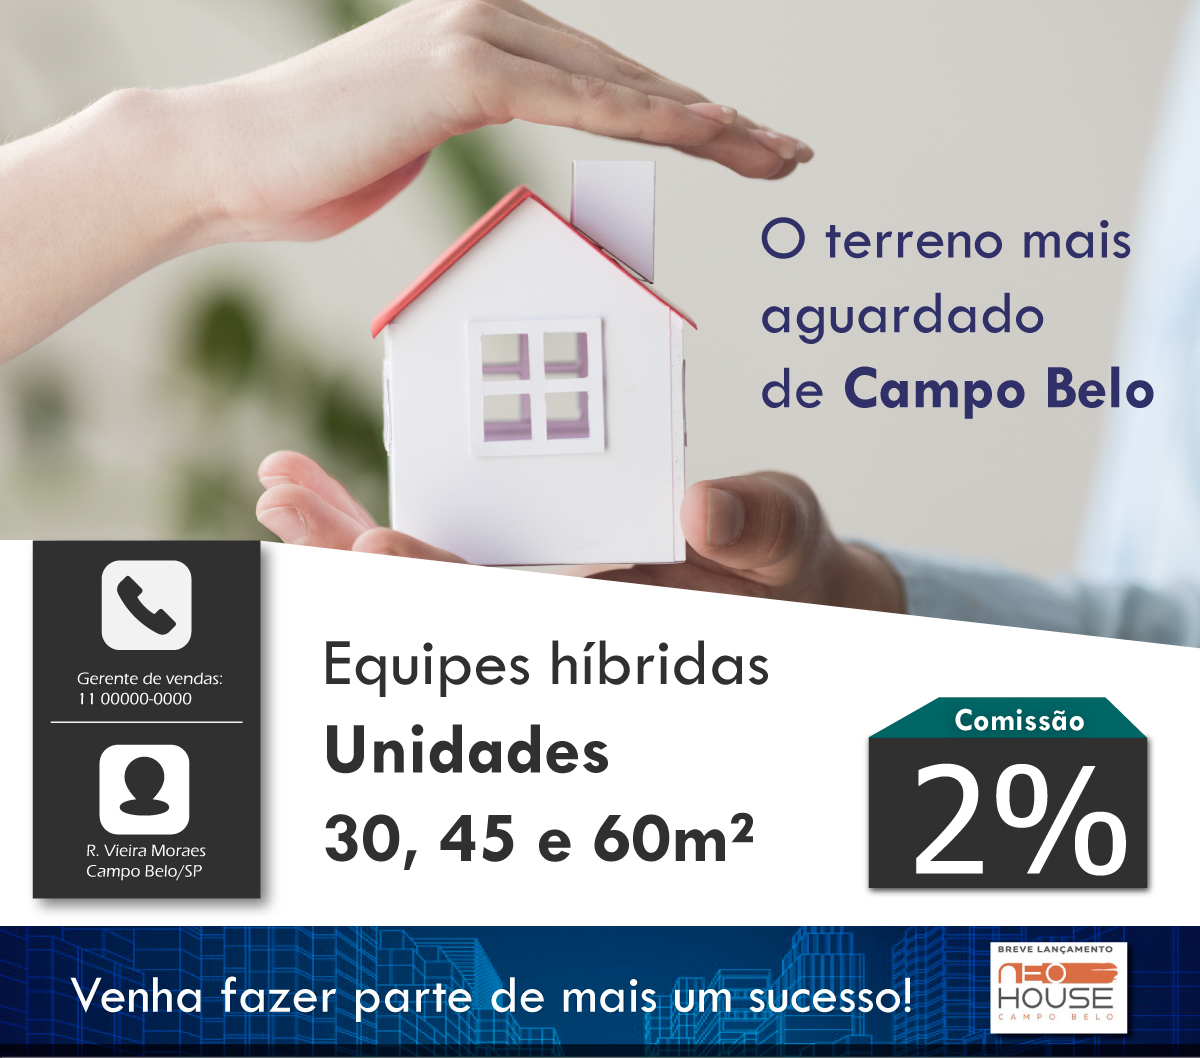 O terreno mais
aguardado
de Campo Belo
Gerente de vendas:
11 00000-0000
R. Vieira Moraes
Campo Belo/SP
Equipes híbridas
Unidades
30, 45 e 60m²
Comissão
2%
Venha fazer parte de mais um sucesso!
BREVE LANÇAMENTO
NEO
HOUSE
CAMPO BELO